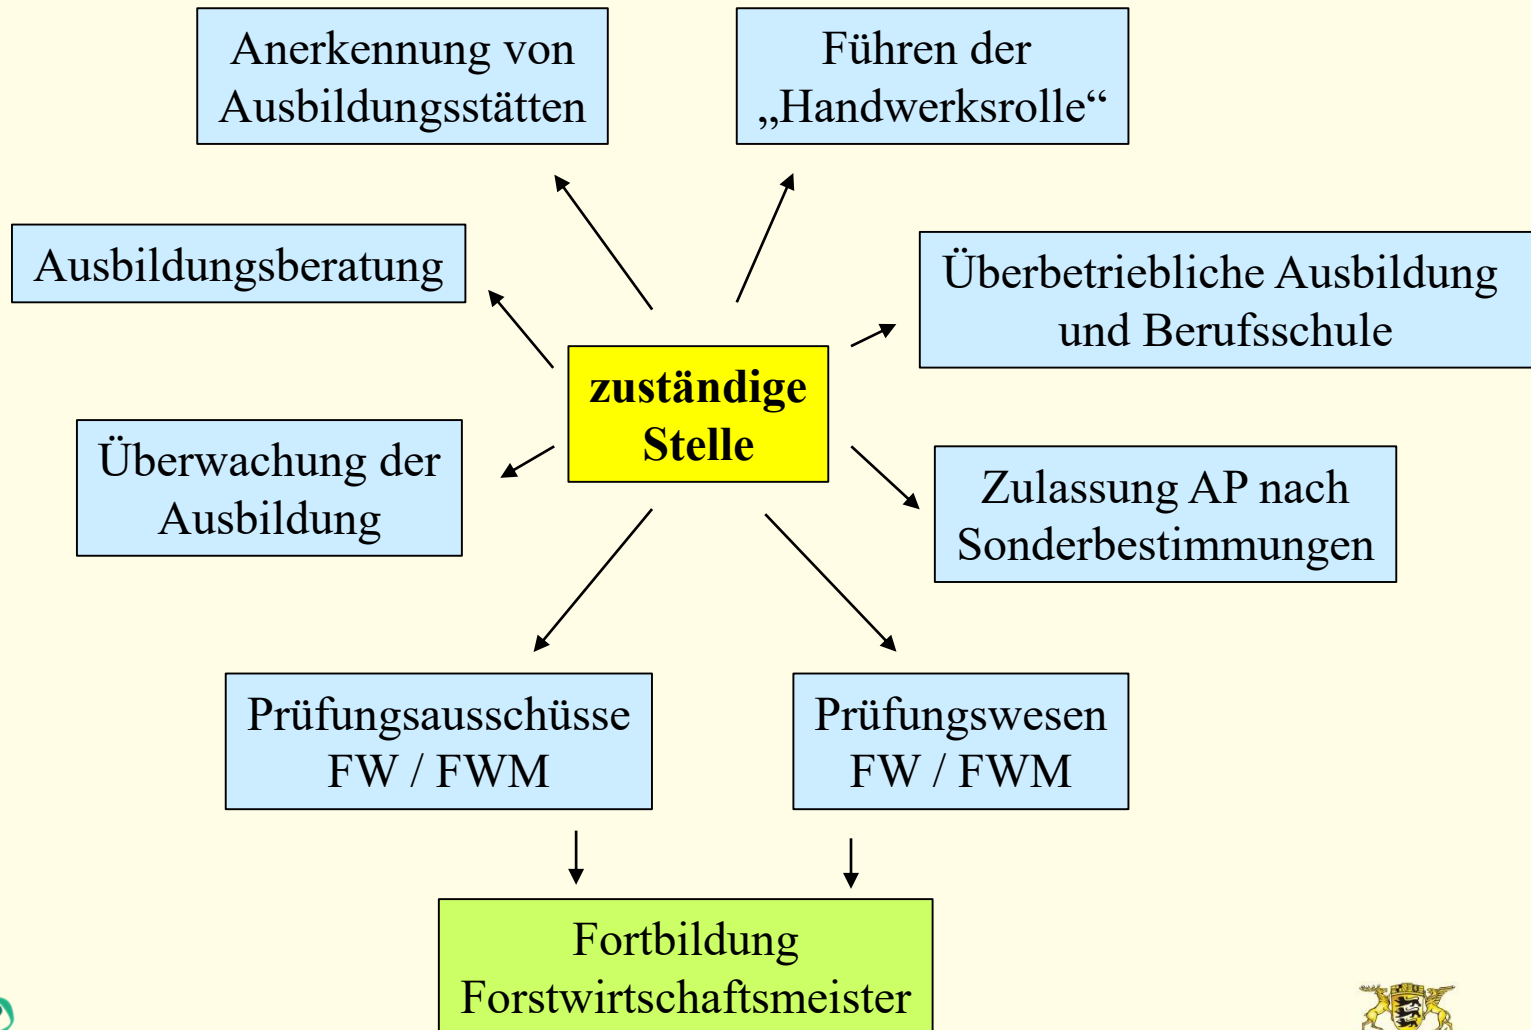 Anerkennung von
Ausbildungsstätten
Führen der
„Handwerksrolle“
Ausbildungsberatung
Überbetriebliche Ausbildung
und Berufsschule
zuständige
Stelle
Überwachung der
Ausbildung
Zulassung AP nach
Sonderbestimmungen
Prüfungsausschüsse
FW / FWM
Prüfungswesen
FW / FWM
Fortbildung
Forstwirtschaftsmeister